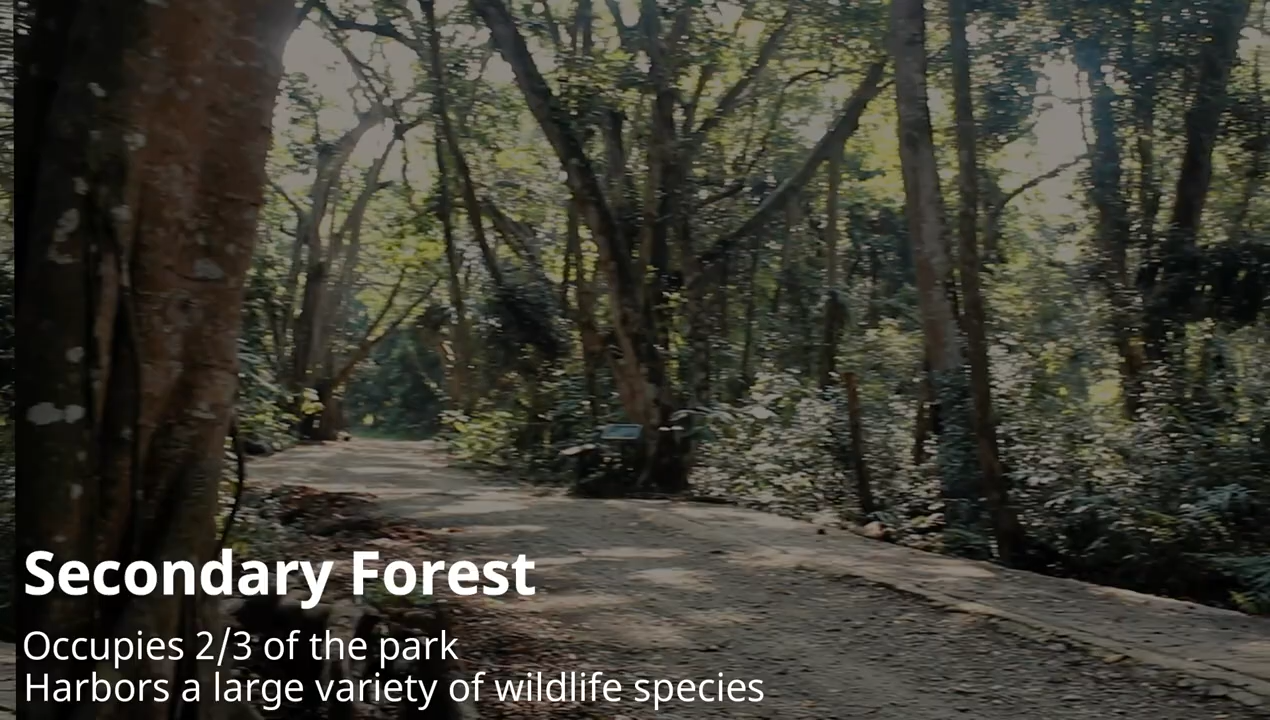 Secondary Forest
Occupies 2/3 of the park
Harbors a large variety of wildlife species